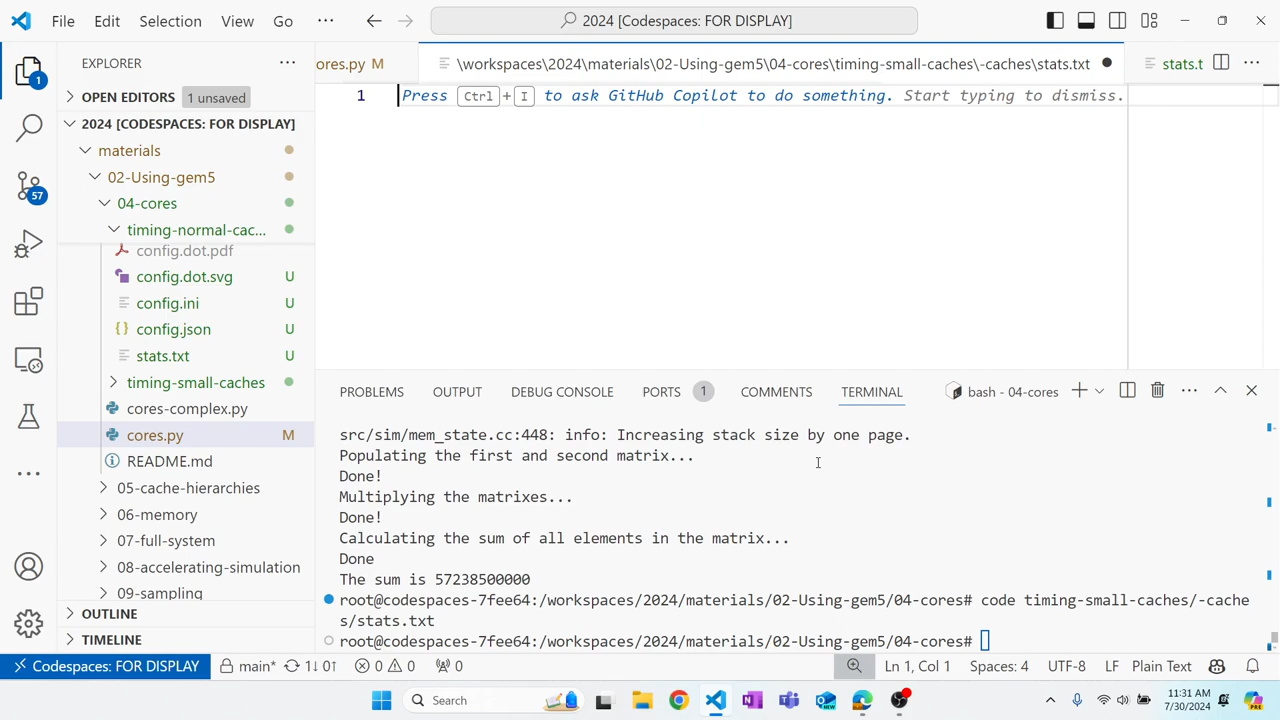 File Edit Selection View Go ··· 2024 [Codespaces: FOR DISPLAY]
EXPLORER ···
ores.py M \workspaces\2024\materials\02-Using-gem5\04-cores\timing-small-caches\-caches\stats.txt stats.t ···
OPEN EDITORS 1 unsaved
1 Press Ctrl + I to ask GitHub Copilot to do something. Start typing to dismiss.
2024 [CODESPACES: FOR DISPLAY]
materials
02-Using-gem5
04-cores
timing-normal-cac...
config.dot.pdf
config.dot.svg U
config.ini U
config.json U
stats.txt U
timing-small-caches
cores-complex.py
cores.py M
README.md
05-cache-hierarchies
06-memory
07-full-system
08-accelerating-simulation
09-sampling
OUTLINE
TIMELINE
1
57
PROBLEMS OUTPUT DEBUG CONSOLE PORTS 1 COMMENTS TERMINAL bash - 04-cores ···
src/sim/mem_state.cc:448: info: Increasing stack size by one page.
Populating the first and second matrix...
Done!
Multiplying the matrixes...
Done!
Calculating the sum of all elements in the matrix...
Done
The sum is 57238500000
root@codespaces-7fee64:/workspaces/2024/materials/02-Using-gem5/04-cores# code timing-small-caches/-cache
s/stats.txt
root@codespaces-7fee64:/workspaces/2024/materials/02-Using-gem5/04-cores#
Codespaces: FOR DISPLAY main* 1↓ 0↑ 0 0 0 Ln 1, Col 1 Spaces: 4 UTF-8 LF Plain Text
Search
11:31 AM
7/30/2024